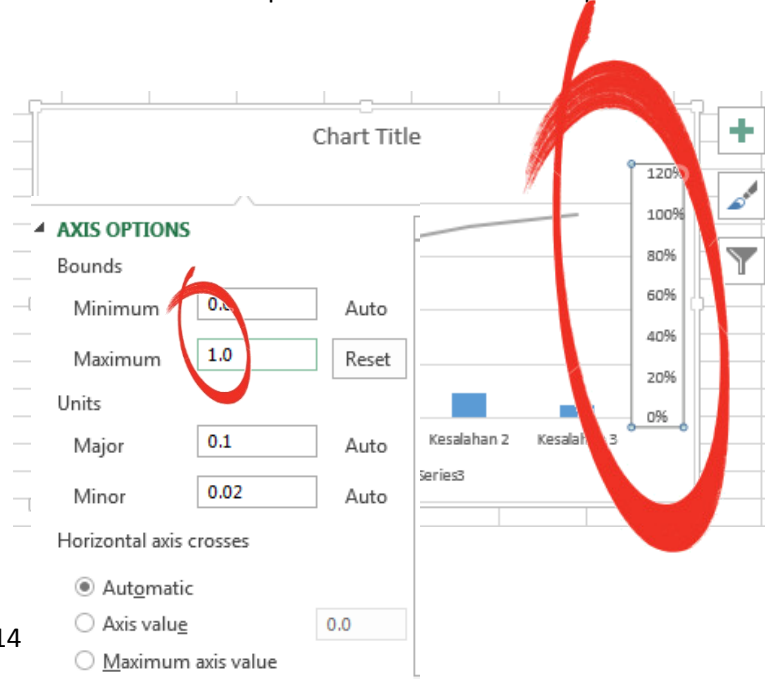 Chart Title
120%
100%
80%
60%
40%
20%
0%
Kesalahan 2
3
Series3
AXIS OPTIONS
Bounds
Minimum Auto
Maximum 1.0 Reset
Units
Major 0.1 Auto
Minor 0.02 Auto
Horizontal axis crosses
Automatic
Axis value 0.0
Maximum axis value
14